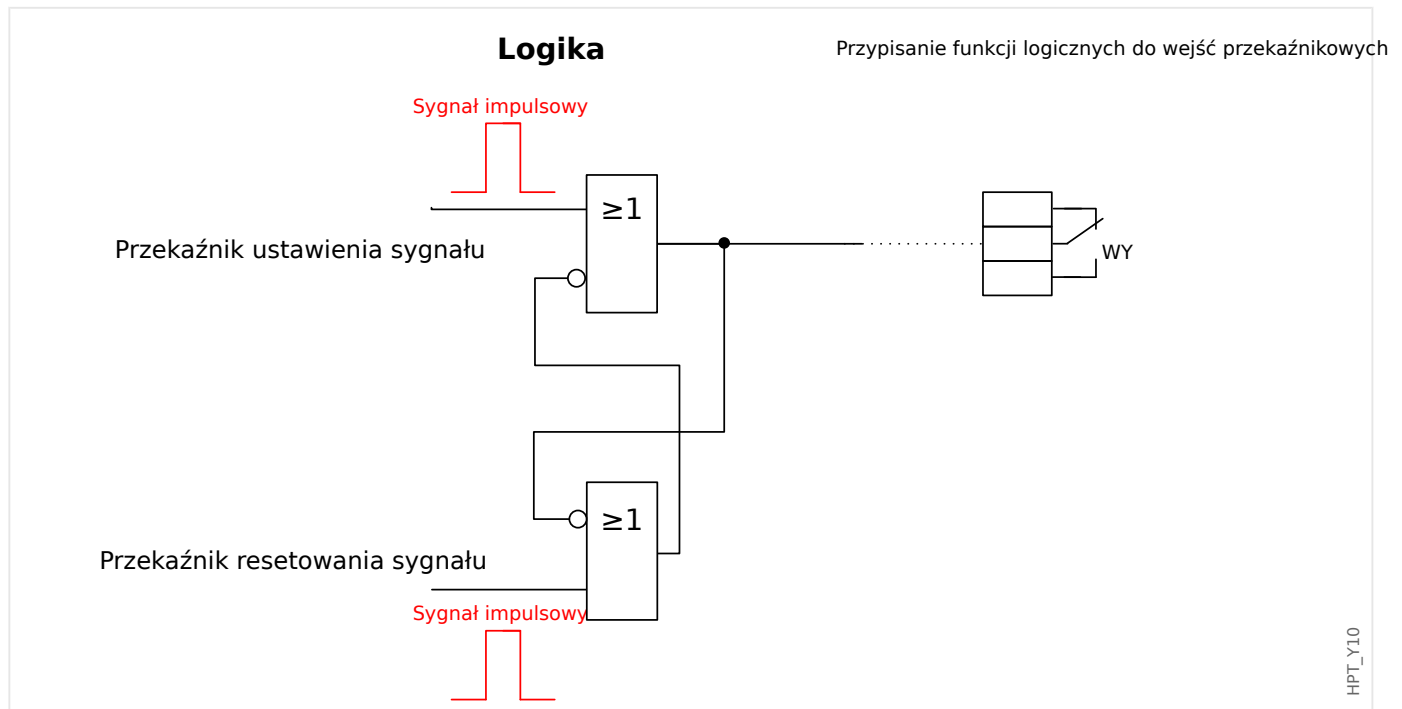 Logika
Przypisanie funkcji logicznych do wejść przekaźnikowych
Sygnał impulsowy
≥1
Przekaźnik ustawienia sygnału
WY
≥1
Przekaźnik resetowania sygnału
Sygnał impulsowy
HPT_Y10